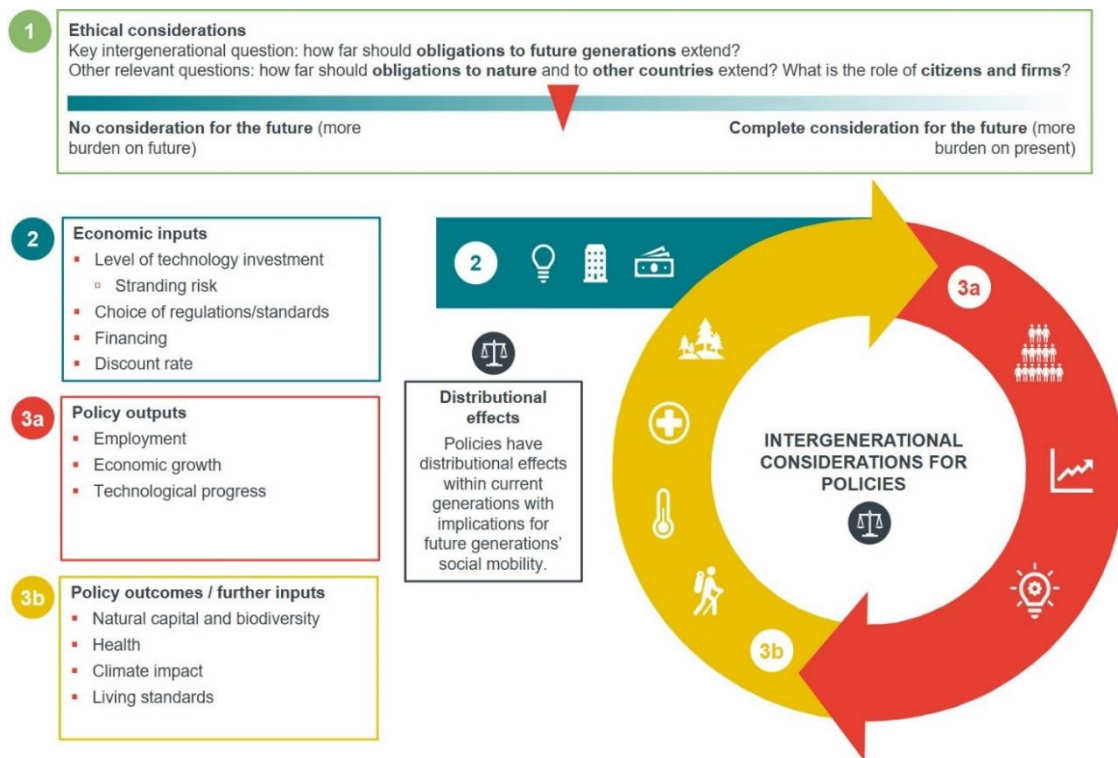 1
Ethical considerations
Key intergenerational question: how far should obligations to future generations extend?
Other relevant questions: how far should obligations to nature and to other countries extend? What is the role of citizens and firms?
No consideration for the future (more
burden on future)
Complete consideration for the future (more
burden on present)
2
Economic inputs
Level of technology investment
Stranding risk
Choice of regulations/standards
Financing
Discount rate
3a
Policy outputs
Employment
Economic growth
Technological progress
3b
Policy outcomes / further inputs
Natural capital and biodiversity
Health
Climate impact
Living standards
2
Distributional
effects
Policies have
distributional effects
within current
generations with
implications for
future generations'
social mobility.
3a
INTERGENERATIONAL
CONSIDERATIONS FOR
POLICIES
3b